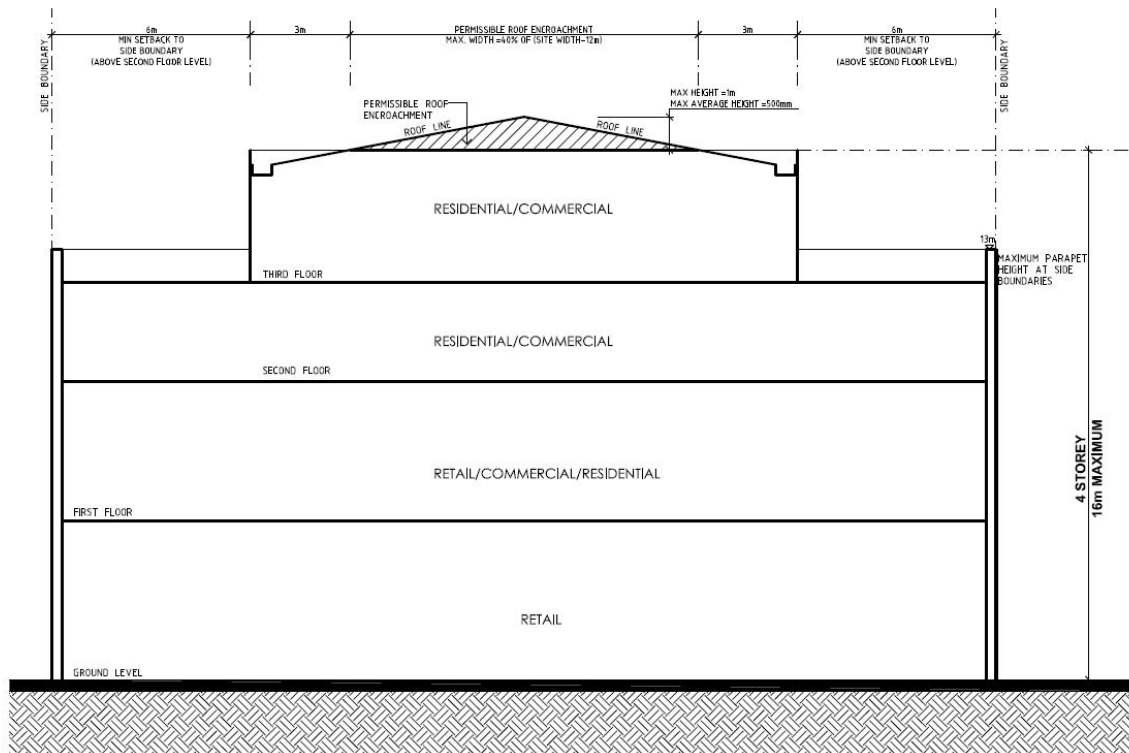 6m
MIN SETBACK TO
SIDE BOUNDARY
(ABOVE SECOND FLOOR LEVEL)
3m
PERMISSIBLE ROOF ENCROACHMENT
MAX. WIDTH =40% OF (SITE WIDTH-12m)
3m
6m
MIN SETBACK TO
SIDE BOUNDARY
(ABOVE SECOND FLOOR LEVEL)
SIDE BOUNDARY
SIDE BOUNDARY
MAX HEIGHT =1m
MAX AVERAGE HEIGHT =500mm
PERMISSIBLE ROOF
ENCROACHMENT
ROOF LINE
ROOF LINE
RESIDENTIAL/COMMERCIAL
13m
MAXIMUM PARAPET
HEIGHT AT SIDE
BOUNDARIES
THIRD FLOOR
RESIDENTIAL/COMMERCIAL
SECOND FLOOR
4 STOREY
16m MAXIMUM
RETAIL/COMMERCIAL/RESIDENTIAL
FIRST FLOOR
RETAIL
GROUND LEVEL